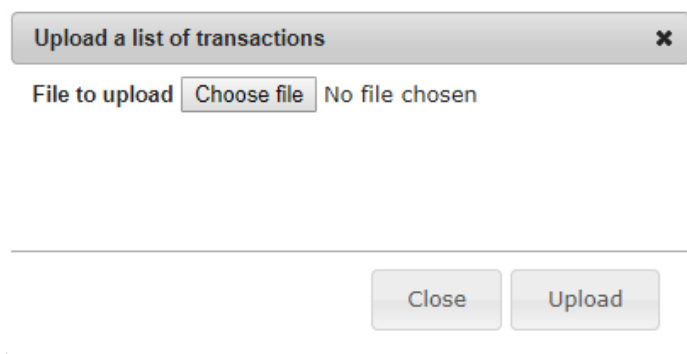 Upload a list of transactions
File to upload Choose file No file chosen
Close Upload